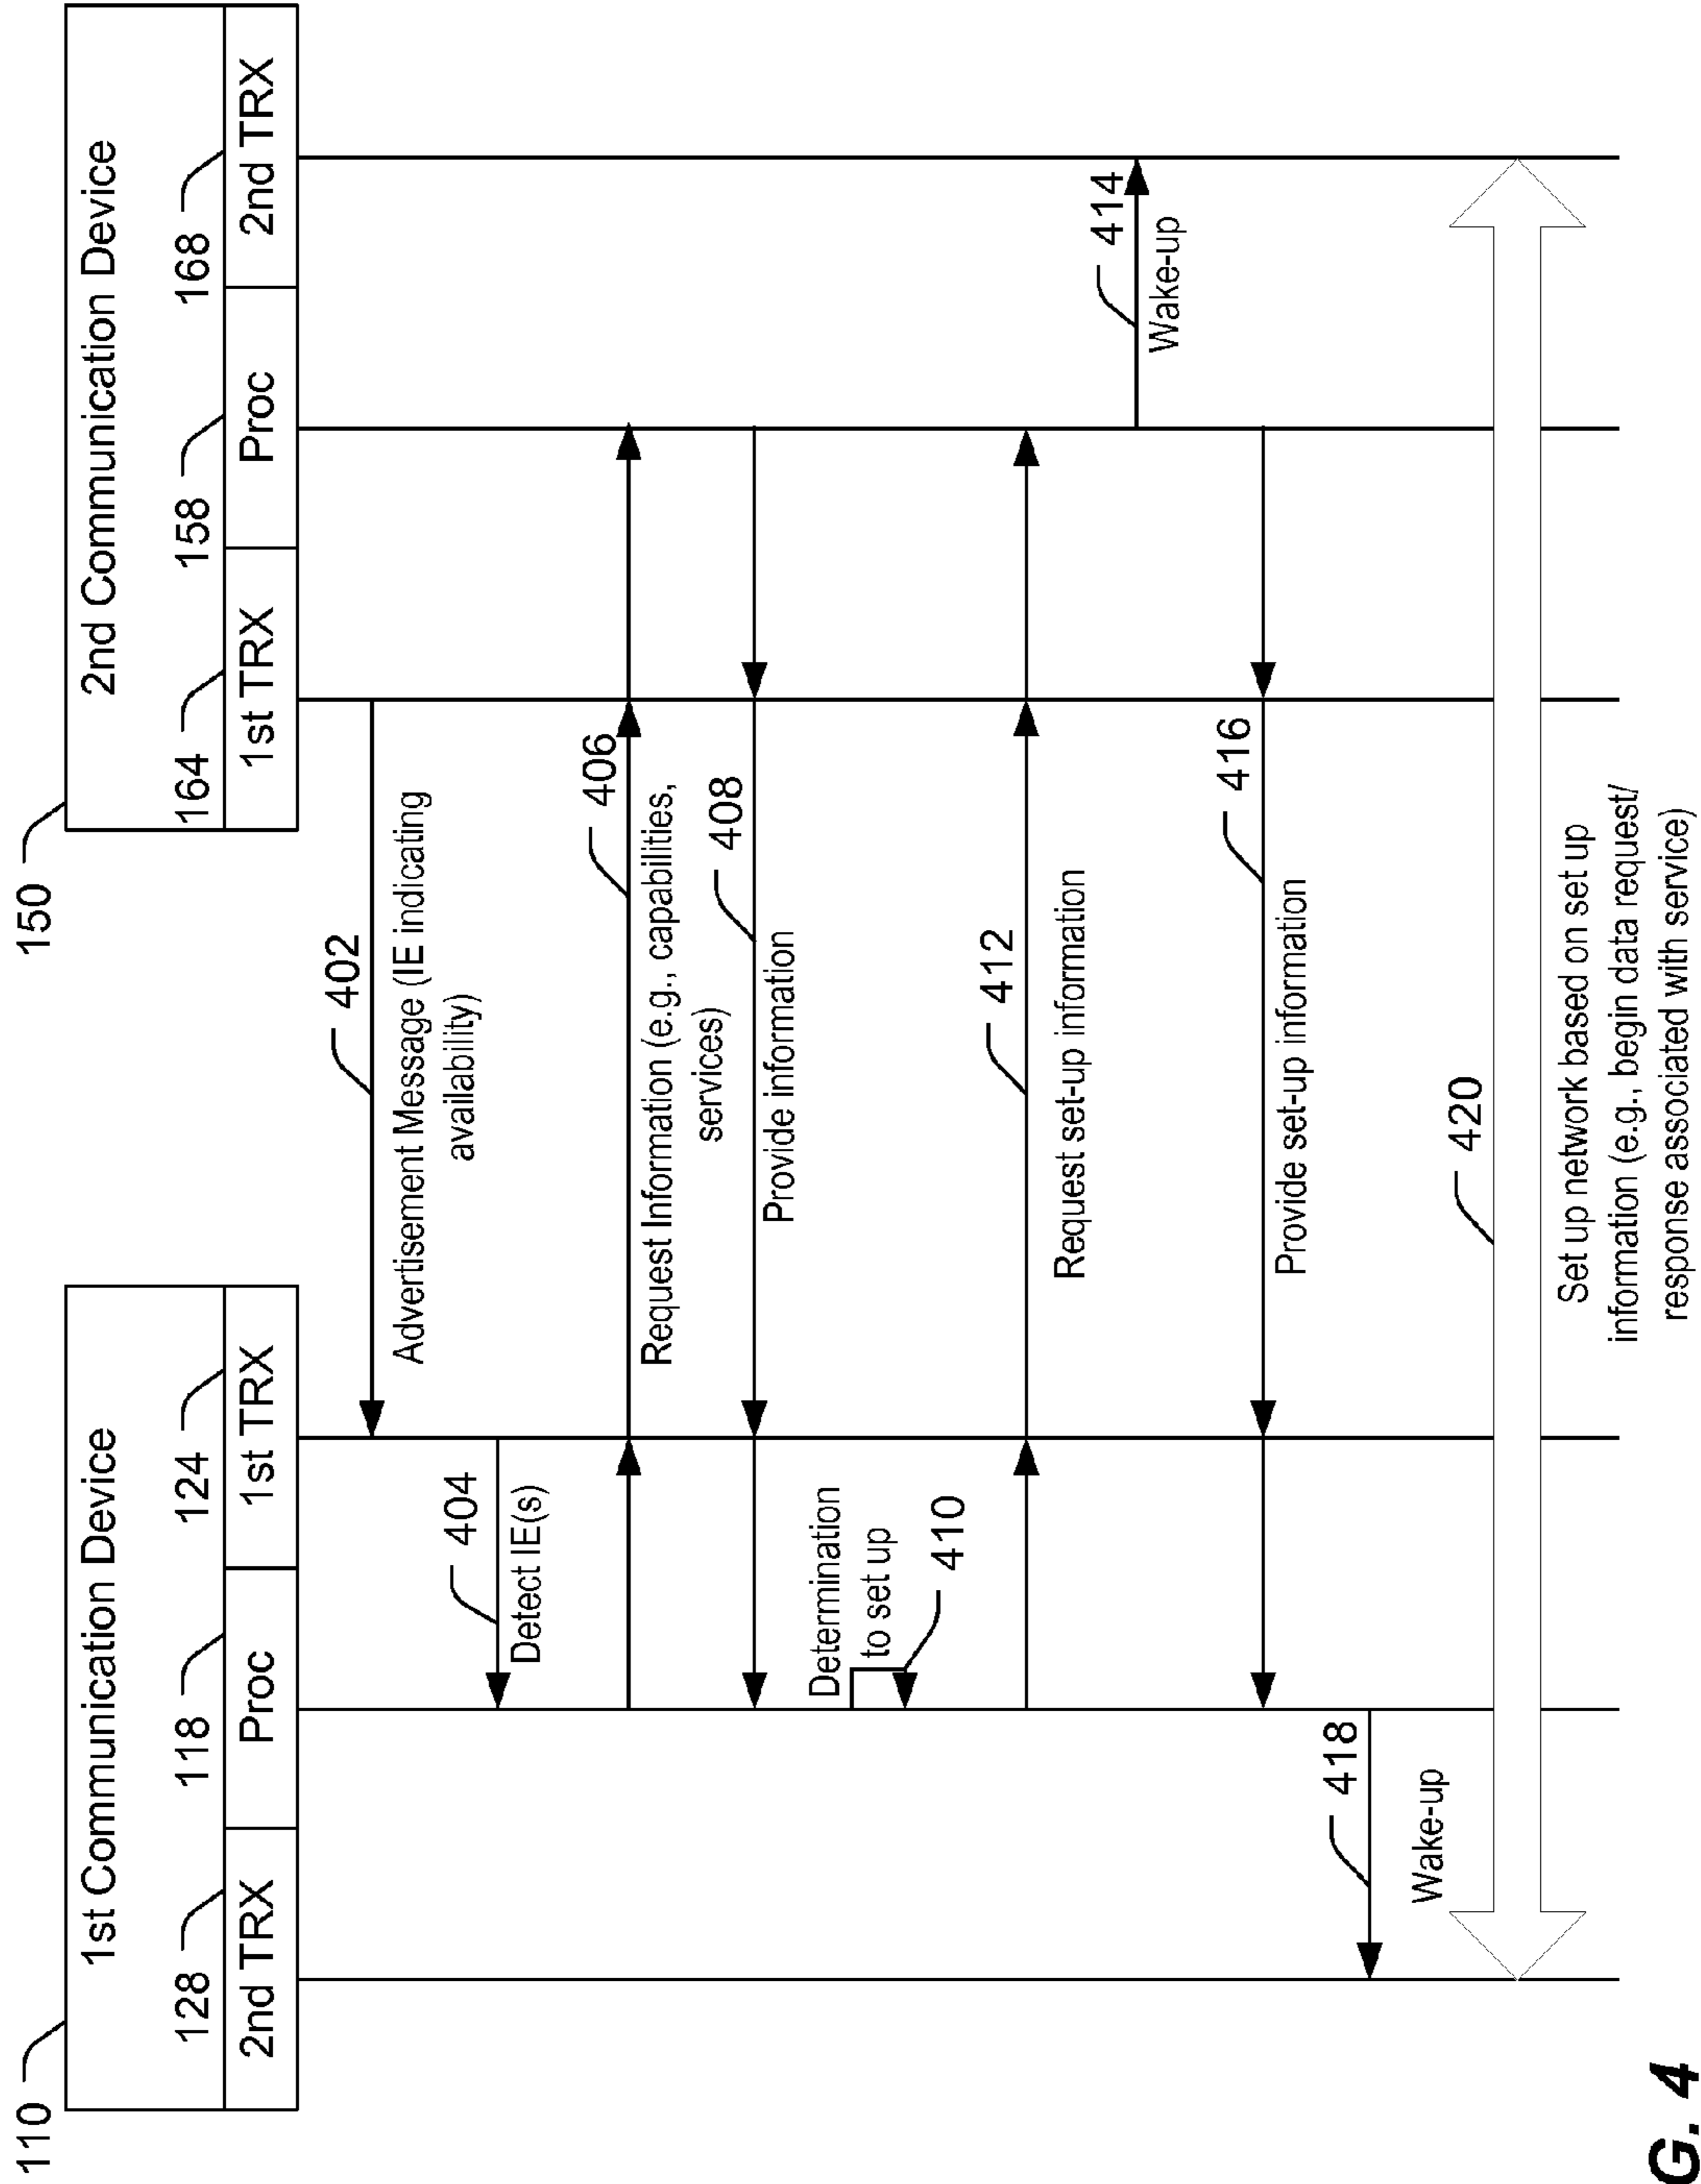 110
1st Communication Device
128
118
124
2nd TRX
Proc
1st TRX
150
2nd Communication Device
164
158
168
1st TRX
Proc
2nd TRX
402
Advertisement Message (IE indicating
availability)
404
Detect IE(s)
406
Request Information (e.g., capabilities,
services)
408
Provide information
Determination
to set up
410
412
Request set-up information
414
Wake-up
416
Provide set-up information
418
Wake-up
420
Set up network based on set up
information (e.g., begin data request/
response associated with service)
G. 4